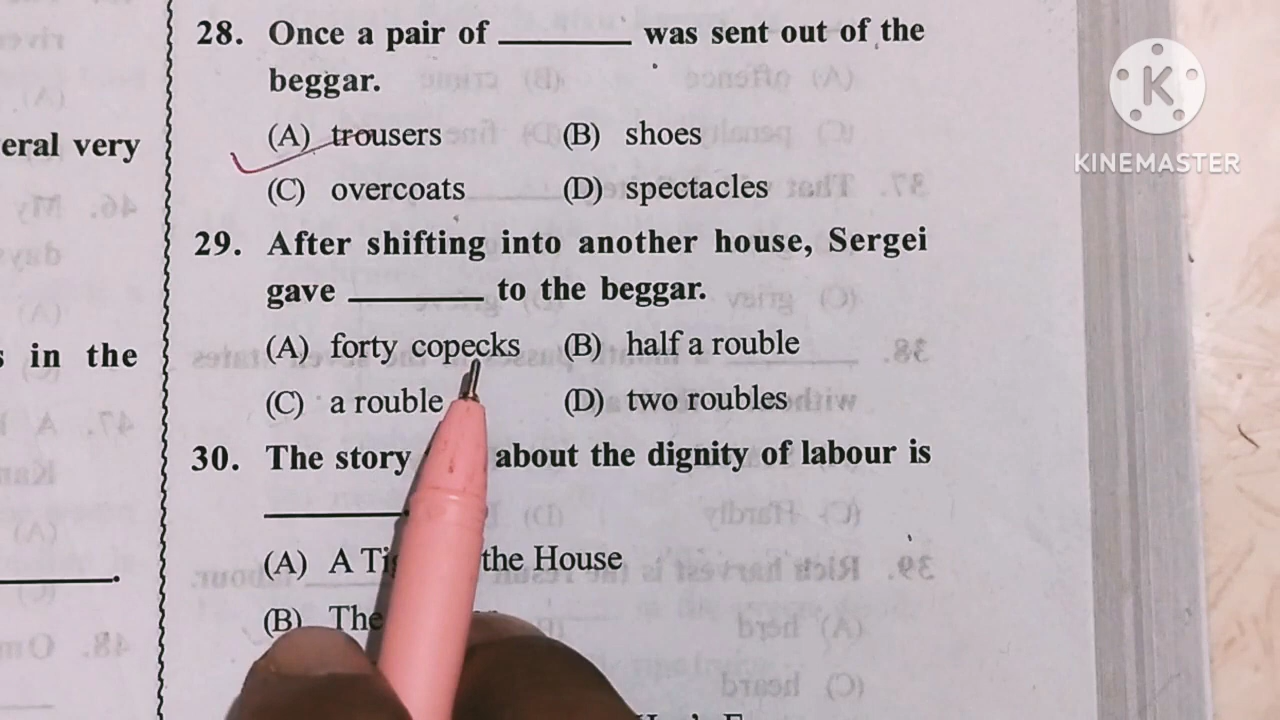 28. Once a pair of ________ was sent out of the
beggar.
(A) trousers (B) shoes
(C) overcoats (D) spectacles
29. After shifting into another house, Sergei
gave ________ to the beggar.
(A) forty copecks (B) half a rouble
(C) a rouble (D) two roubles
30. The story about the dignity of labour is
________
(A) A Ti the House
(B) The
eral very
in the
K
KINEMASTER